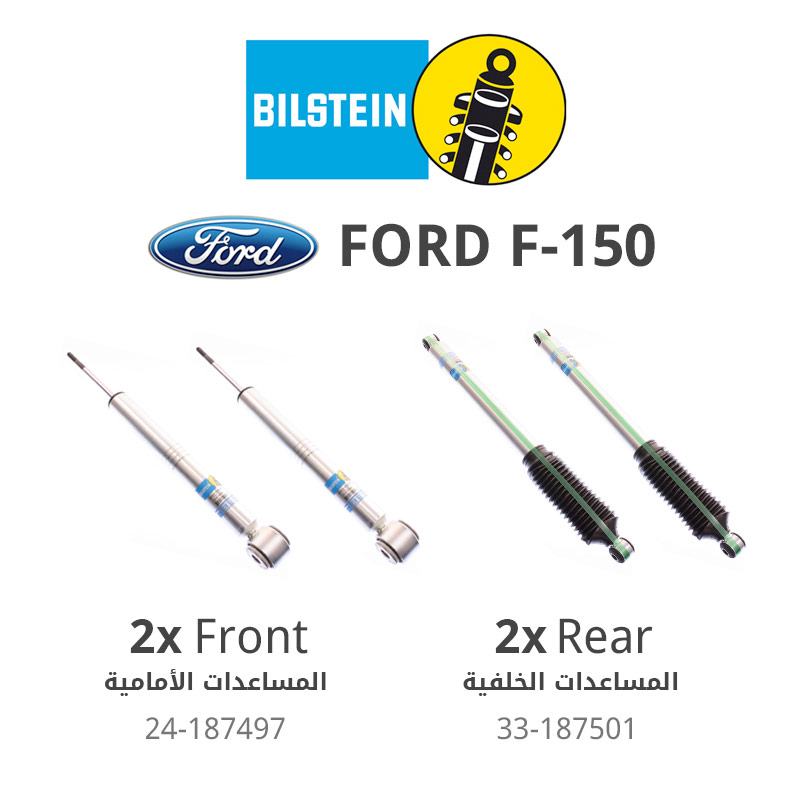 BILSTEIN
Ford FORD F-150
2x Front
المساعدات الأمامية
24-187497
2x Rear
المساعدات الخلفية
33-187501